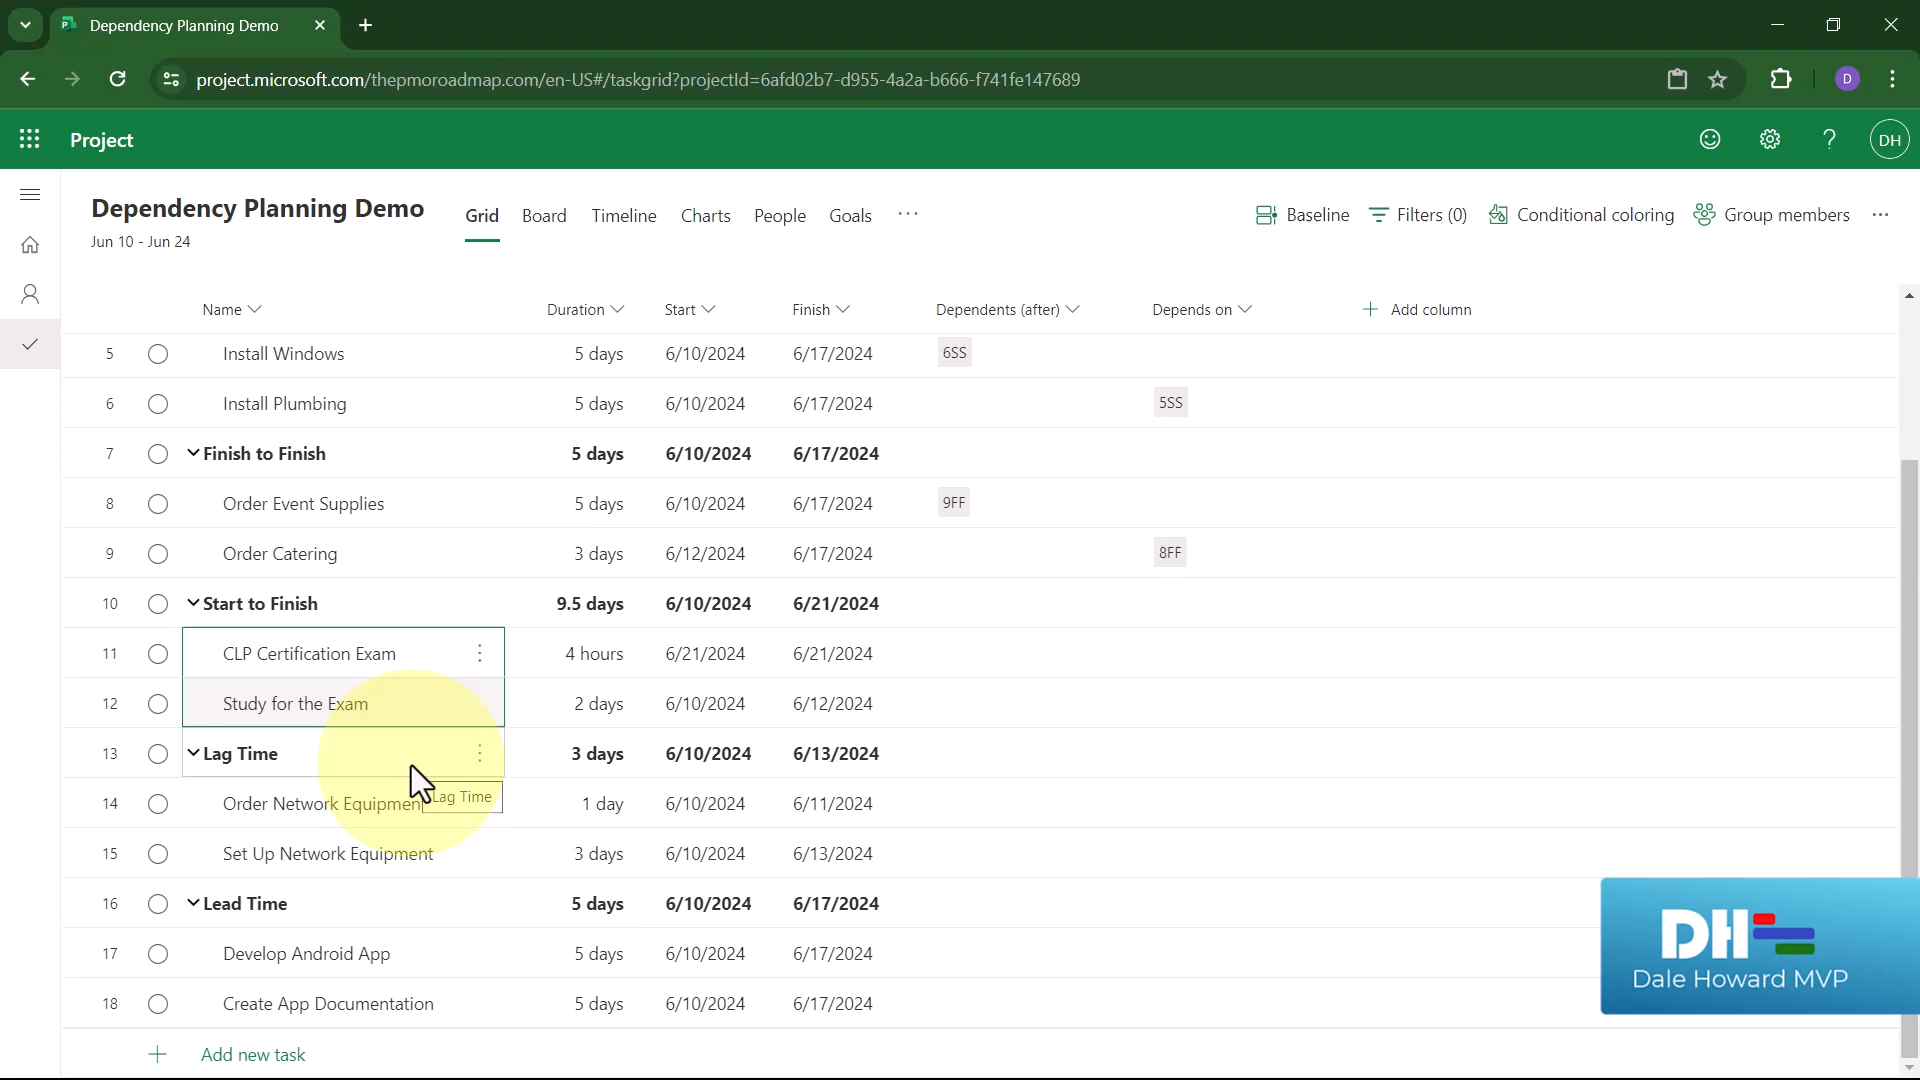 Dependency Planning Demo
project.microsoft.com/thepmoroadmap.com/en-US#/taskgrid?projectId=6afd02b7-d955-4a2a-b666-f741fe147689
D
Project
DH
Dependency Planning Demo
Jun 10 - Jun 24
Grid Board Timeline Charts People Goals ···
Baseline Filters (0) Conditional coloring Group members ···
Name Duration Start Finish Dependents (after) Depends on + Add column
5 Install Windows 5 days 6/10/2024 6/17/2024 6SS
6 Install Plumbing 5 days 6/10/2024 6/17/2024 5SS
7 Finish to Finish 5 days 6/10/2024 6/17/2024
8 Order Event Supplies 5 days 6/10/2024 6/17/2024 9FF
9 Order Catering 3 days 6/12/2024 6/17/2024 8FF
10 Start to Finish 9.5 days 6/10/2024 6/21/2024
11 CLP Certification Exam 4 hours 6/21/2024 6/21/2024
12 Study for the Exam 2 days 6/10/2024 6/12/2024
13 Lag Time 3 days 6/10/2024 6/13/2024
Lag Time
14 Order Network Equipmen 1 day 6/10/2024 6/11/2024
15 Set Up Network Equipment 3 days 6/10/2024 6/13/2024
16 Lead Time 5 days 6/10/2024 6/17/2024
17 Develop Android App 5 days 6/10/2024 6/17/2024
18 Create App Documentation 5 days 6/10/2024 6/17/2024
+ Add new task
DH
Dale Howard MVP